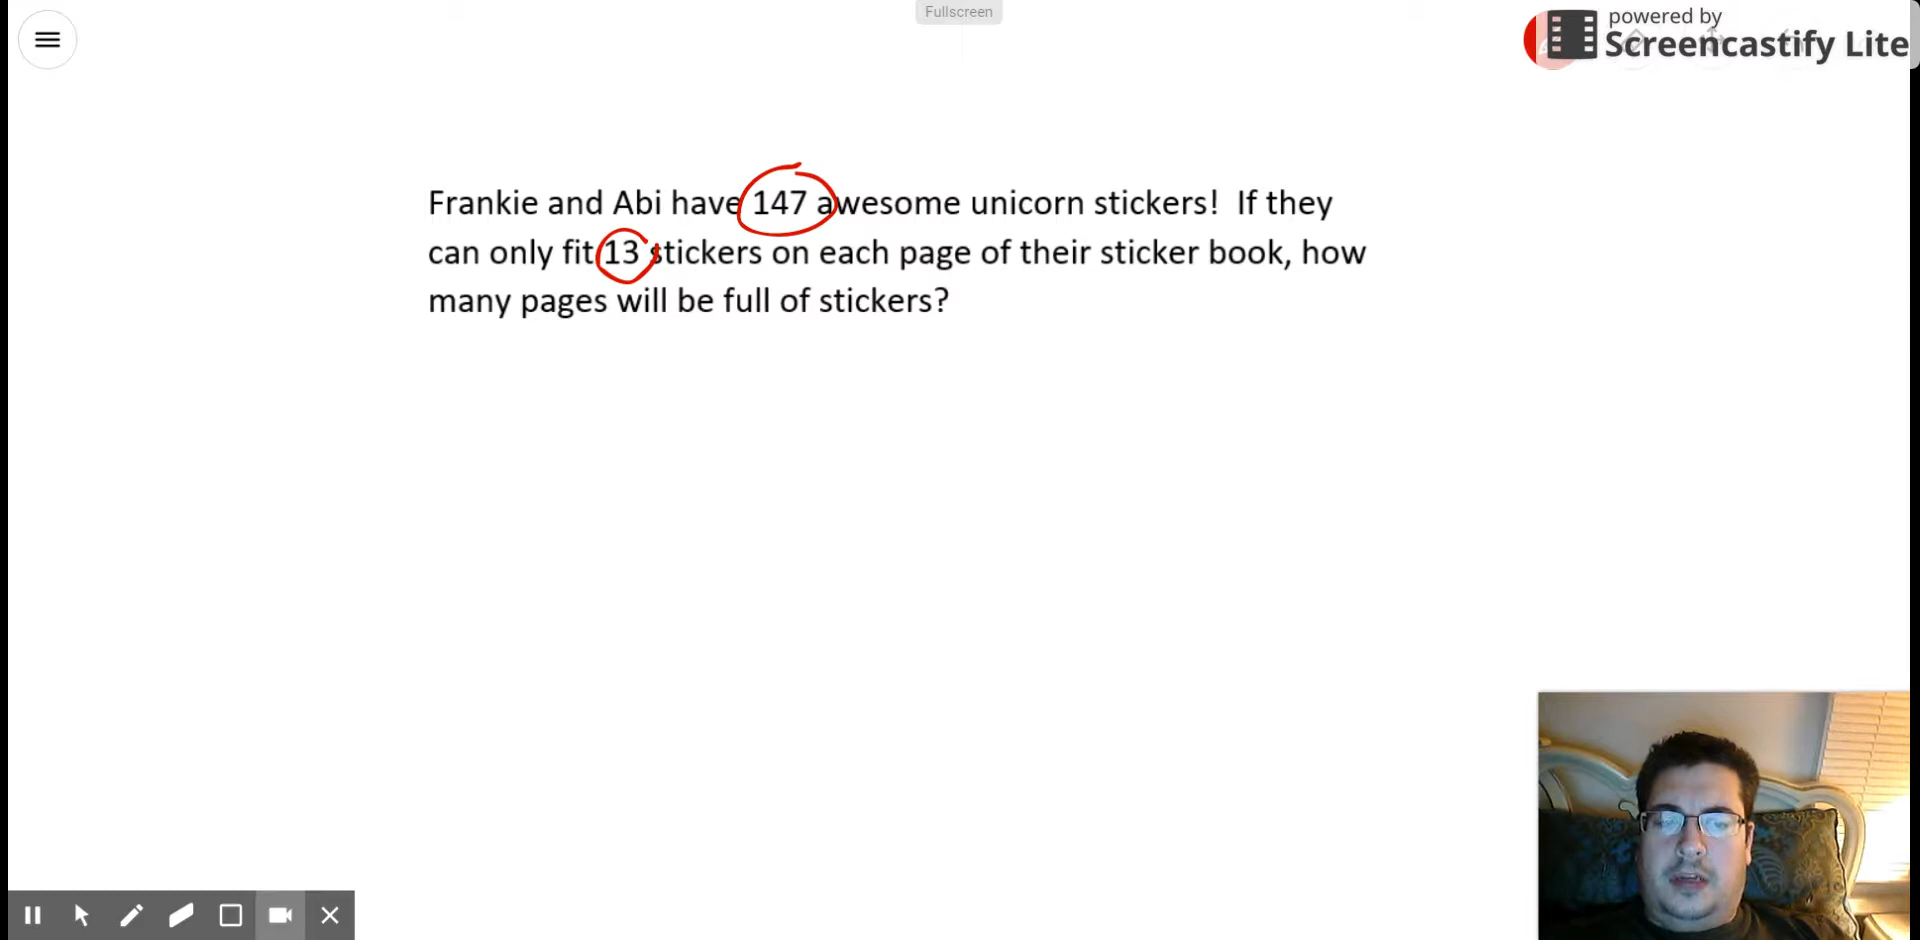 Fullscreen
powered by
Screencastify Lite
Frankie and Abi have 147 awesome unicorn stickers! If they
can only fit 13 stickers on each page of their sticker book, how
many pages will be full of stickers?